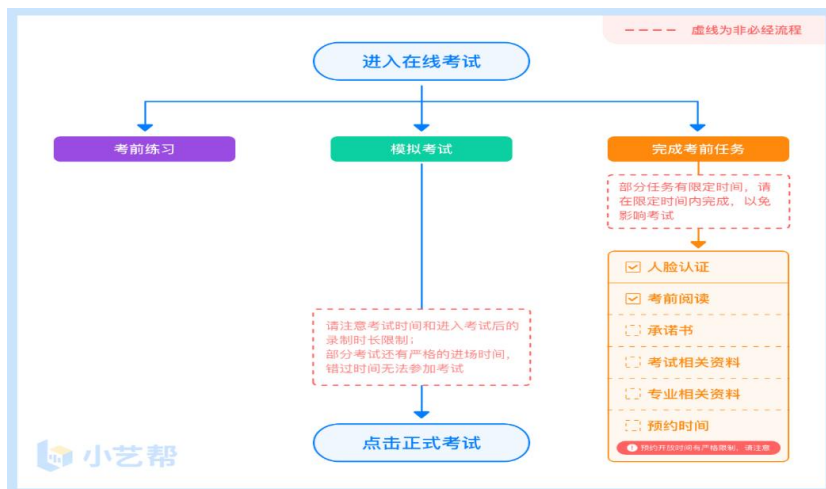 虚线为非必经流程
进入在线考试
考前练习
模拟考试
完成考前任务
部分任务有限定时间，请
在限定时间内完成，以免
影响考试
人脸认证
考前阅读
承诺书
考试相关资料
专业相关资料
预约时间
预约开放时间有严格限制，请注意
请注意考试时间和进入考试后的
录制时长限制；
部分考试还有严格的进场时间，
错过时间无法参加考试
点击正式考试
小艺帮